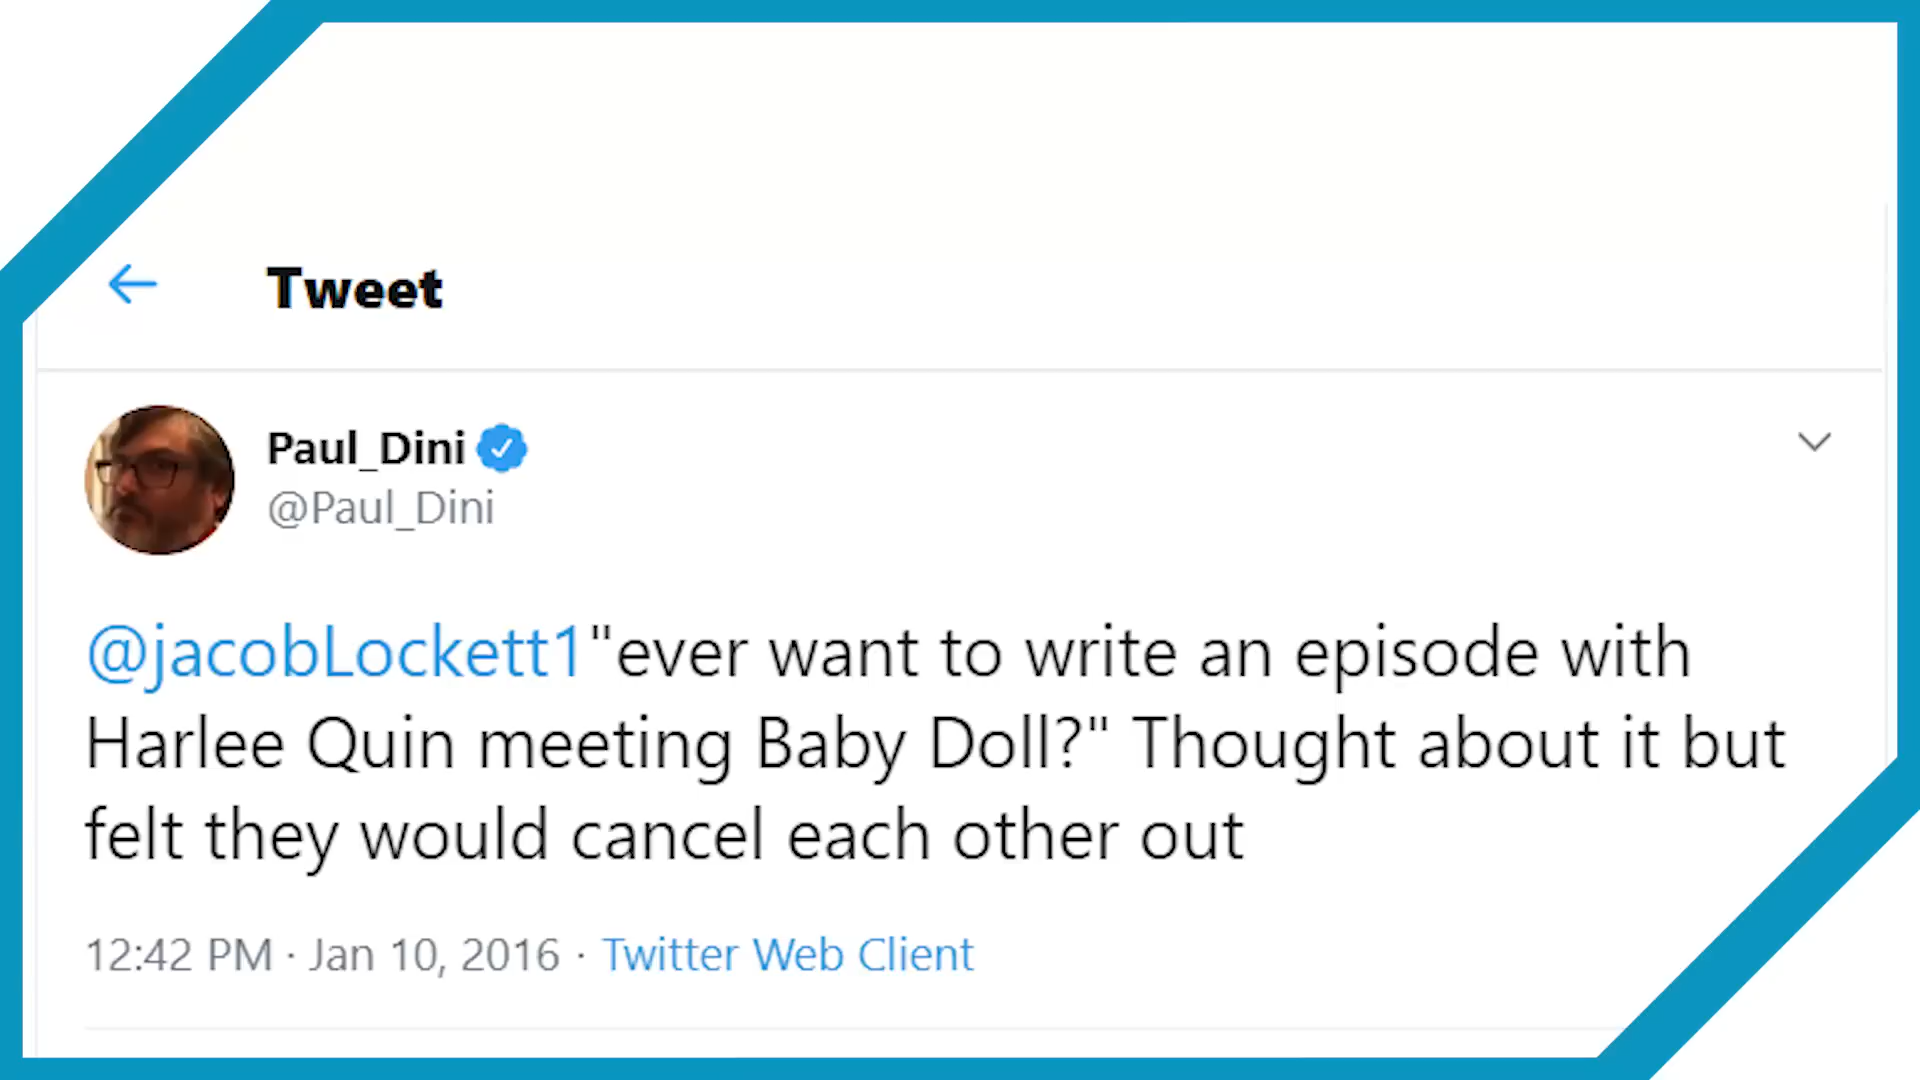 Tweet
Paul_Dini
@Paul_Dini
@jacobLockett1"ever want to write an episode with
Harlee Quin meeting Baby Doll?" Thought about it but
felt they would cancel each other out
12:42 PM · Jan 10, 2016 · Twitter Web Client